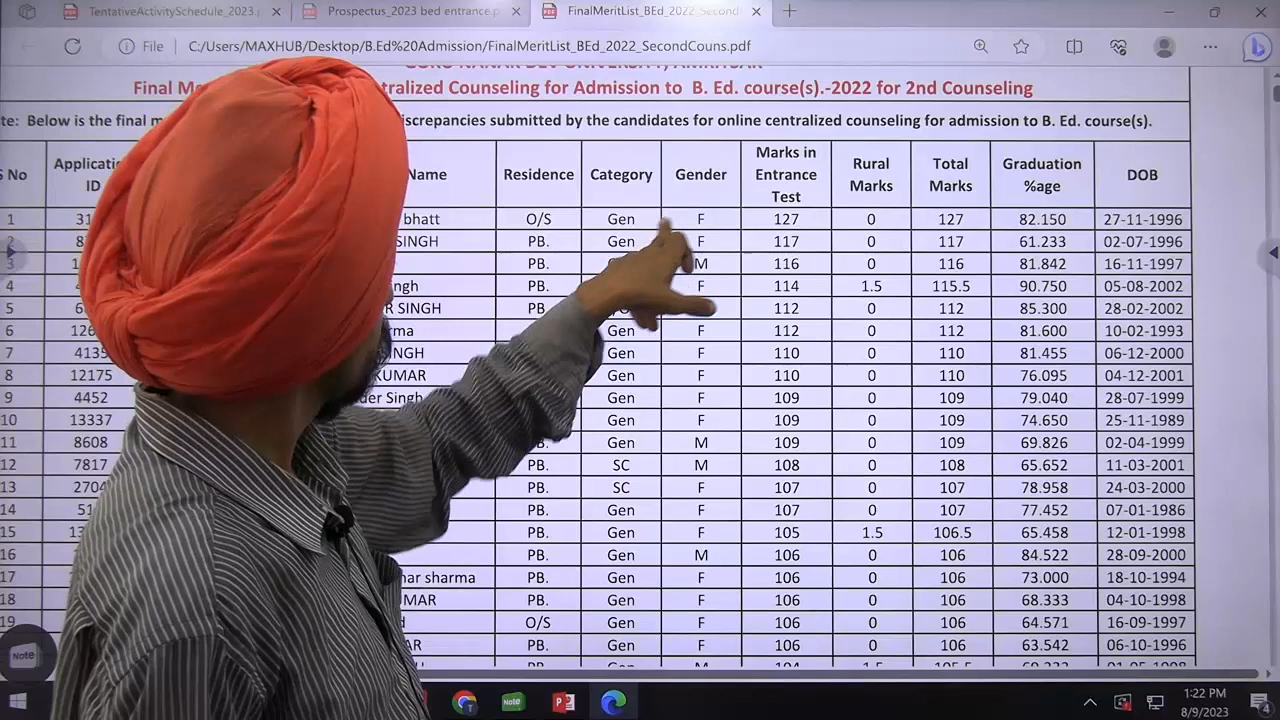 TentativeActivitySchedule_2023.p
Prospectus_2023 bed entrance.p
FinalMeritList_BEd_2022_Second
File C:/Users/MAXHUB/Desktop/B.Ed%20Admission/FinalMeritList_BEd_2022_SecondCouns.pdf
Final Me tralized Counseling for Admission to B. Ed. course(s).-2022 for 2nd Counseling
te: Below is the final m iscrepancies submitted by the candidates for online centralized counseling for admission to B. Ed. course(s).
S No Application ID Name Residence Category Gender Marks in Entrance Test Rural Marks Total Marks Graduation %age DOB
1 31 bhatt O/S Gen F 127 0 127 82.150 27-11-1996
2 8 SINGH PB. Gen F 117 0 117 61.233 02-07-1996
3 1 PB. M 116 0 116 81.842 16-11-1997
4 ngh PB. F 114 1.5 115.5 90.750 05-08-2002
5 6 R SINGH PB 112 0 112 85.300 28-02-2002
6 126 rma Gen F 112 0 112 81.600 10-02-1993
7 4135 SINGH Gen F 110 0 110 81.455 06-12-2000
8 12175 KUMAR Gen F 110 0 110 76.095 04-12-2001
9 4452 der Singh Gen F 109 0 109 79.040 28-07-1999
10 13337 Gen F 109 0 109 74.650 25-11-1989
11 8608 B. Gen M 109 0 109 69.826 02-04-1999
12 7817 PB. SC M 108 0 108 65.652 11-03-2001
13 2704 PB. SC F 107 0 107 78.958 24-03-2000
14 51 PB. Gen F 107 0 107 77.452 07-01-1986
15 13 PB. Gen F 105 1.5 106.5 65.458 12-01-1998
16 PB. Gen M 106 0 106 84.522 28-09-2000
17 nar sharma PB. Gen F 106 0 106 73.000 18-10-1994
18 MAR PB. Gen F 106 0 106 68.333 04-10-1998
19 d O/S Gen F 106 0 106 64.571 16-09-1997
AR PB. Gen F 106 0 106 63.542 06-10-1996
Note
Note
1:22 PM
8/9/2023
4